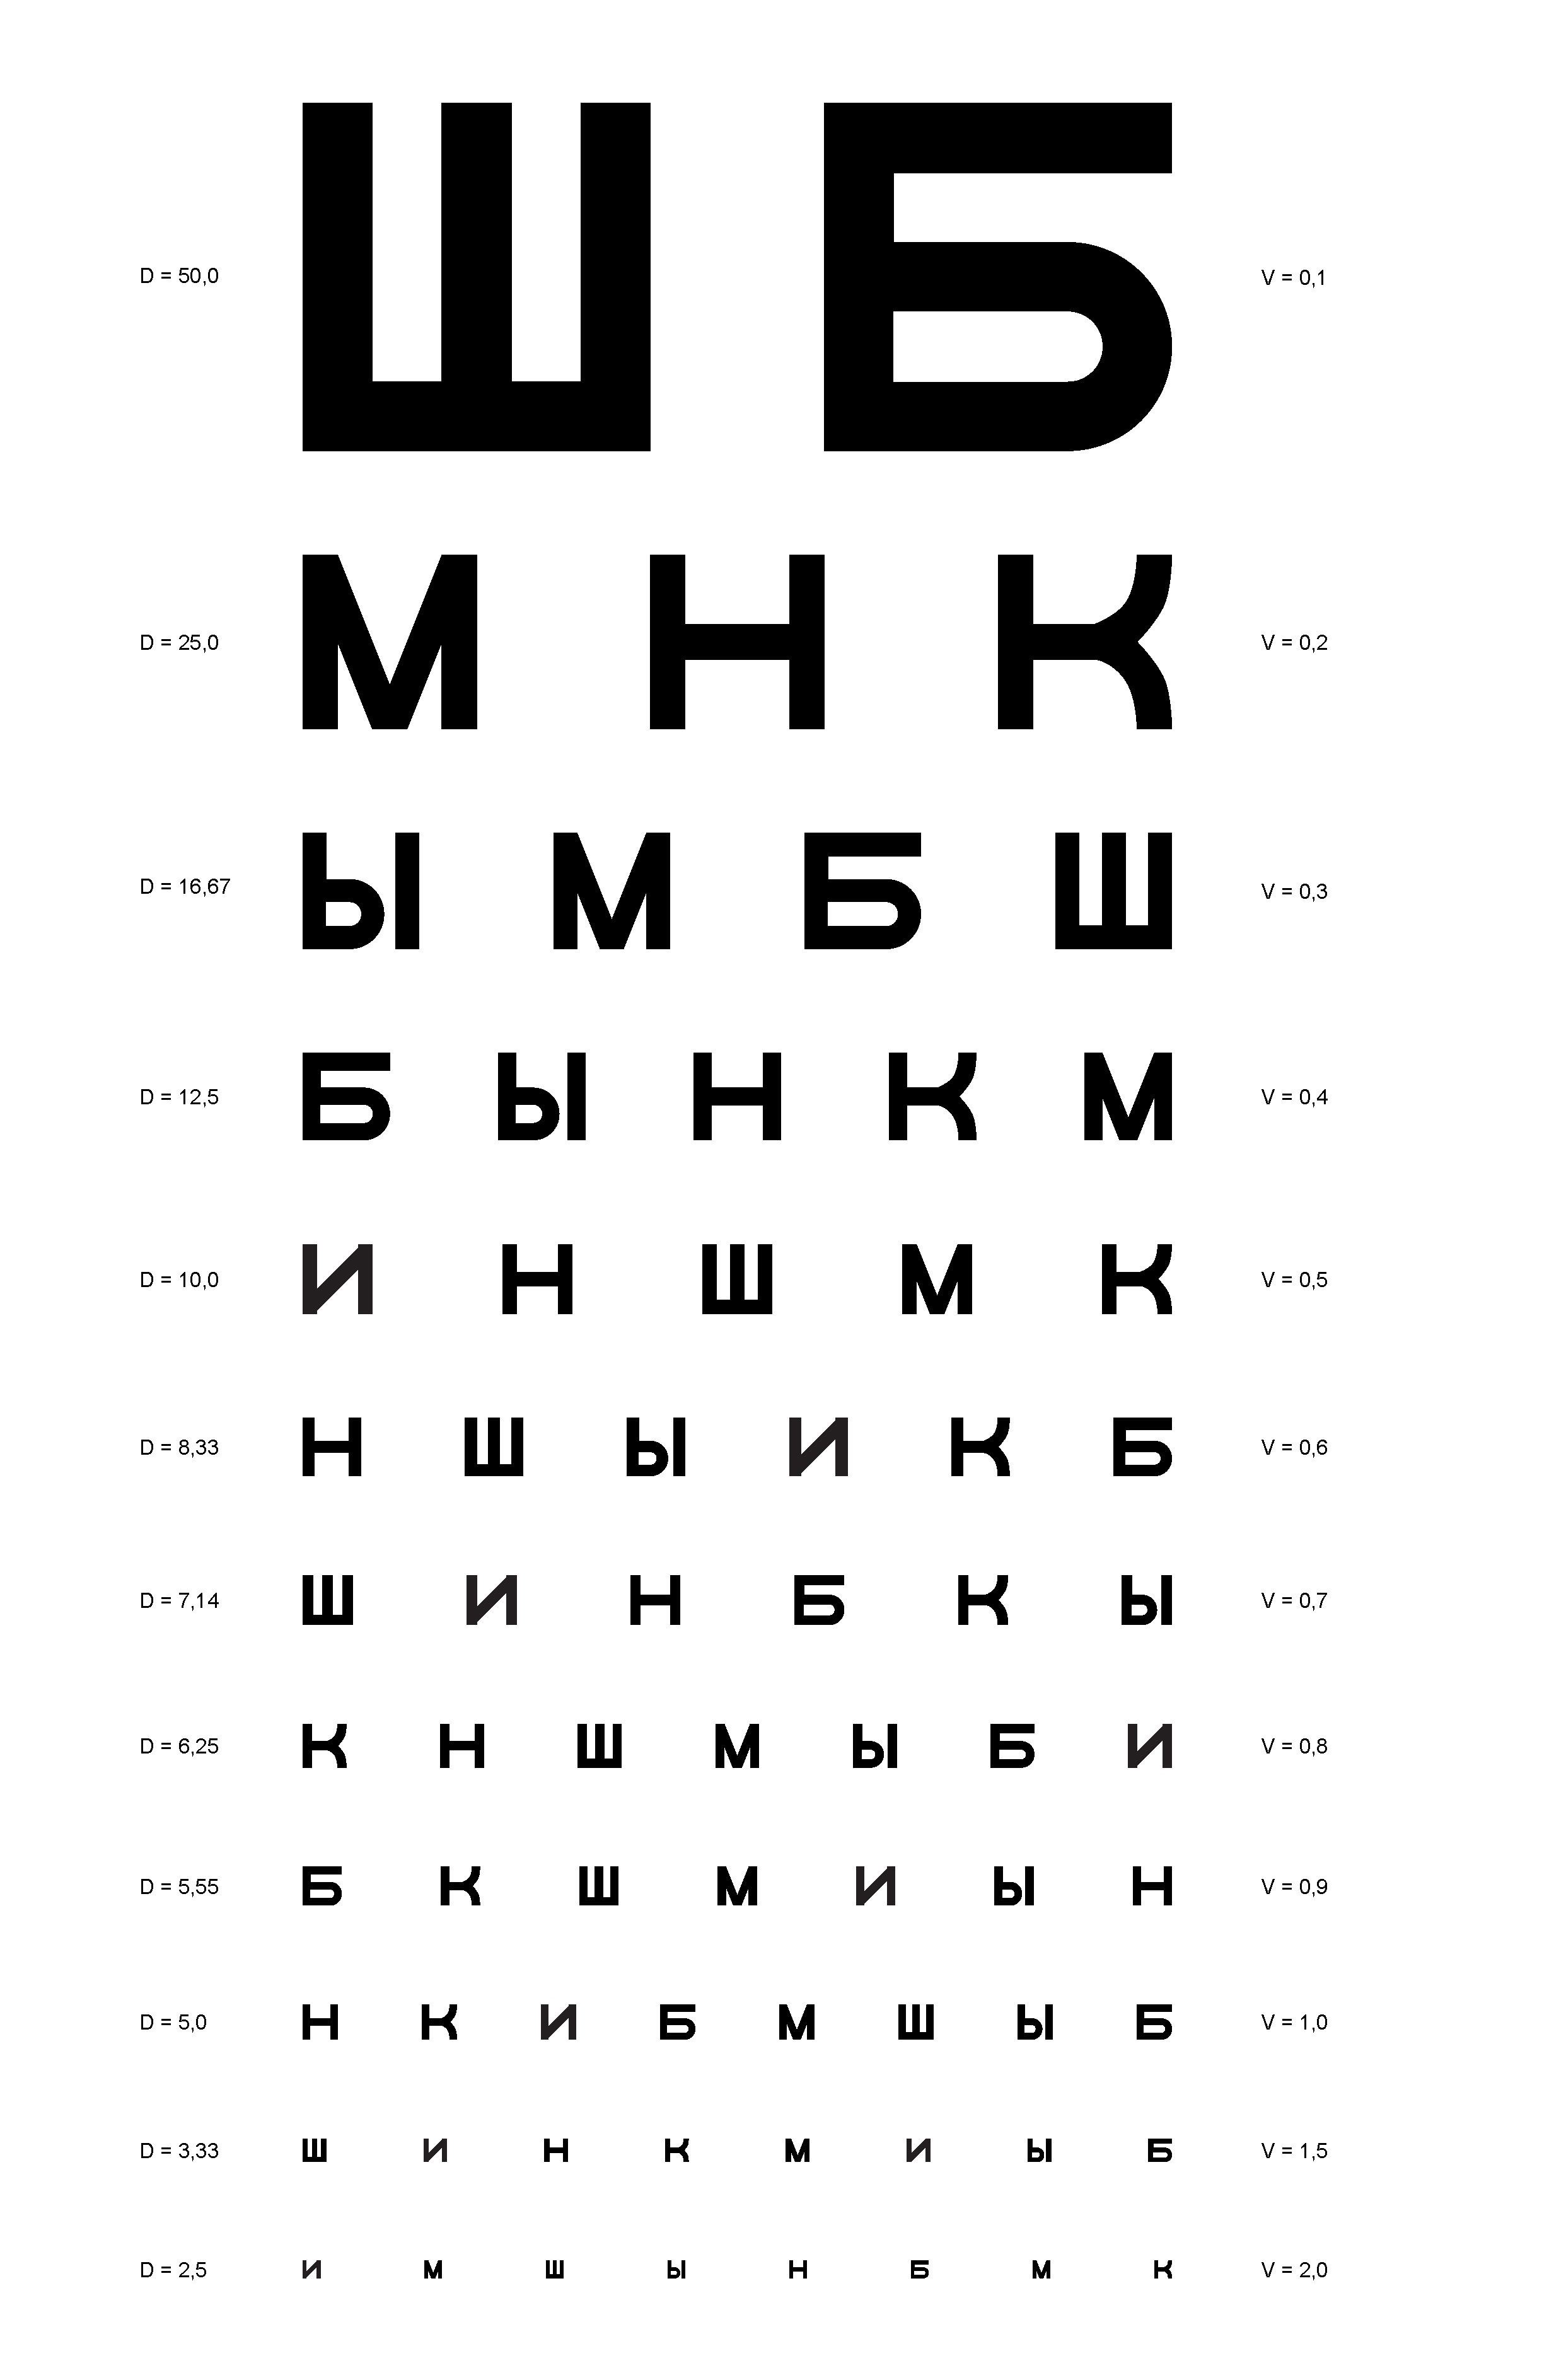 D = 50,0 Ш Б V = 0,1
D = 25,0 М Н К V = 0,2
D = 16,67 Ы М Б Ш V = 0,3
D = 12,5 Б Ы Н К М V = 0,4
D = 10,0 И Н Ш М К V = 0,5
D = 8,33 Н Ш Ы И К Б V = 0,6
D = 7,14 Ш И Н Б К Ы V = 0,7
D = 6,25 К Н Ш М Ы Б И V = 0,8
D = 5,55 Б К Ш М И Ы Н V = 0,9
D = 5,0 Н К И Б М Ш Ы Б V = 1,0
D = 3,33 Ш И Н К М И Ы Б V = 1,5
D = 2,5 И М Ш Ы Н Б М К V = 2,0